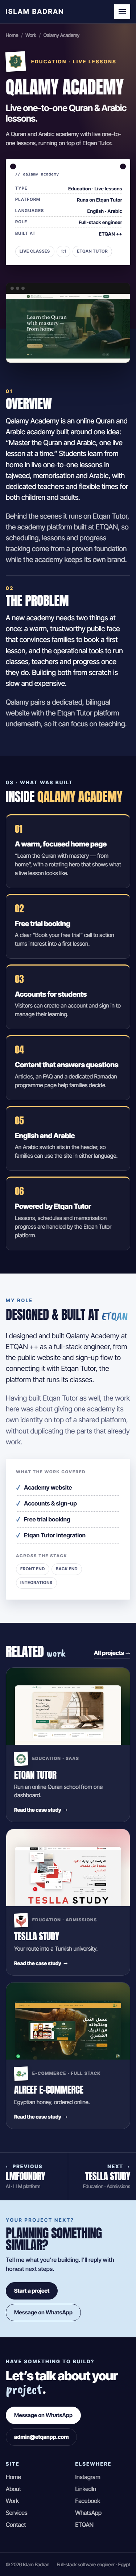 ISLAM BADRAN
Home / Work / Qalamy Academy
EDUCATION · LIVE LESSONS
QALAMY ACADEMY
Live one-to-one Quran & Arabic
lessons.
A Quran and Arabic academy with live one-to-one
lessons, running on top of Etqan Tutor.
// qalamy academy
TYPE Education · Live lessons
PLATFORM Runs on Etqan Tutor
LANGUAGES English · Arabic
ROLE Full-stack engineer
BUILT AT ETQAN ++
LIVE CLASSES 1:1 ETQAN TUTOR
Learn the Quran
with mastery —
from home
01
OVERVIEW
Qalamy Academy is an online Quran and
Arabic academy built around one idea:
“Master the Quran and Arabic, one live
lesson at a time.” Students learn from
home in live one-to-one lessons in
tajweed, memorisation and Arabic, with
dedicated teachers and flexible times for
both children and adults.
Behind the scenes it runs on Etqan Tutor,
the academy platform built at ETQAN, so
scheduling, lessons and progress
tracking come from a proven foundation
while the academy keeps its own brand.
02
THE PROBLEM
A new academy needs two things at
once: a warm, trustworthy public face
that convinces families to book a first
lesson, and the operational tools to run
classes, teachers and progress once
they do. Building both from scratch is
slow and expensive.
Qalamy pairs a dedicated, bilingual
website with the Etqan Tutor platform
underneath, so it can focus on teaching.
03 · WHAT WAS BUILT
INSIDE QALAMY ACADEMY
01
A warm, focused home page
“Learn the Quran with mastery — from
home”, with a rotating hero that shows what
a live lesson looks like.
02
Free trial booking
A clear “Book your free trial” call to action
turns interest into a first lesson.
03
Accounts for students
Visitors can create an account and sign in to
manage their learning.
04
Content that answers questions
Articles, an FAQ and a dedicated Ramadan
programme page help families decide.
05
English and Arabic
An Arabic switch sits in the header, so
families can use the site in either language.
06
Powered by Etqan Tutor
Lessons, schedules and memorisation
progress are handled by the Etqan Tutor
platform.
MY ROLE
DESIGNED & BUILT AT ETQAN
I designed and built Qalamy Academy at
ETQAN ++ as a full-stack engineer, from
the public website and sign-up flow to
connecting it with Etqan Tutor, the
platform that runs its classes.
Having built Etqan Tutor as well, the work
here was about giving one academy its
own identity on top of a shared platform,
without duplicating the parts that already
work.
WHAT THE WORK COVERED
✓ Academy website
✓ Accounts & sign-up
✓ Free trial booking
✓ Etqan Tutor integration
ACROSS THE STACK
FRONT END BACK END
INTEGRATIONS
RELATED work
All projects →
EDUCATION · SAAS
ETQAN TUTOR
Run an online Quran school from one
dashboard.
Read the case study →
TESLLA STUDY
EDUCATION · ADMISSIONS
TESLLA STUDY
Your route into a Turkish university.
Read the case study →
E-COMMERCE · FULL STACK
ALREEF E-COMMERCE
Egyptian honey, ordered online.
Read the case study →
← PREVIOUS
LMFOUNDRY
AI · LLM platform
NEXT →
TESLLA STUDY
Education · Admissions
YOUR PROJECT NEXT?
PLANNING SOMETHING
SIMILAR?
Tell me what you're building. I'll reply with
honest next steps.
Start a project
Message on WhatsApp
HAVE SOMETHING TO BUILD?
Let's talk about your
project.
Message on WhatsApp
admin@etqanpp.com
SITE
Home
About
Work
Services
Contact
ELSEWHERE
Instagram
LinkedIn
Facebook
WhatsApp
ETQAN
© 2026 Islam Badran Full-stack software engineer · Egypt